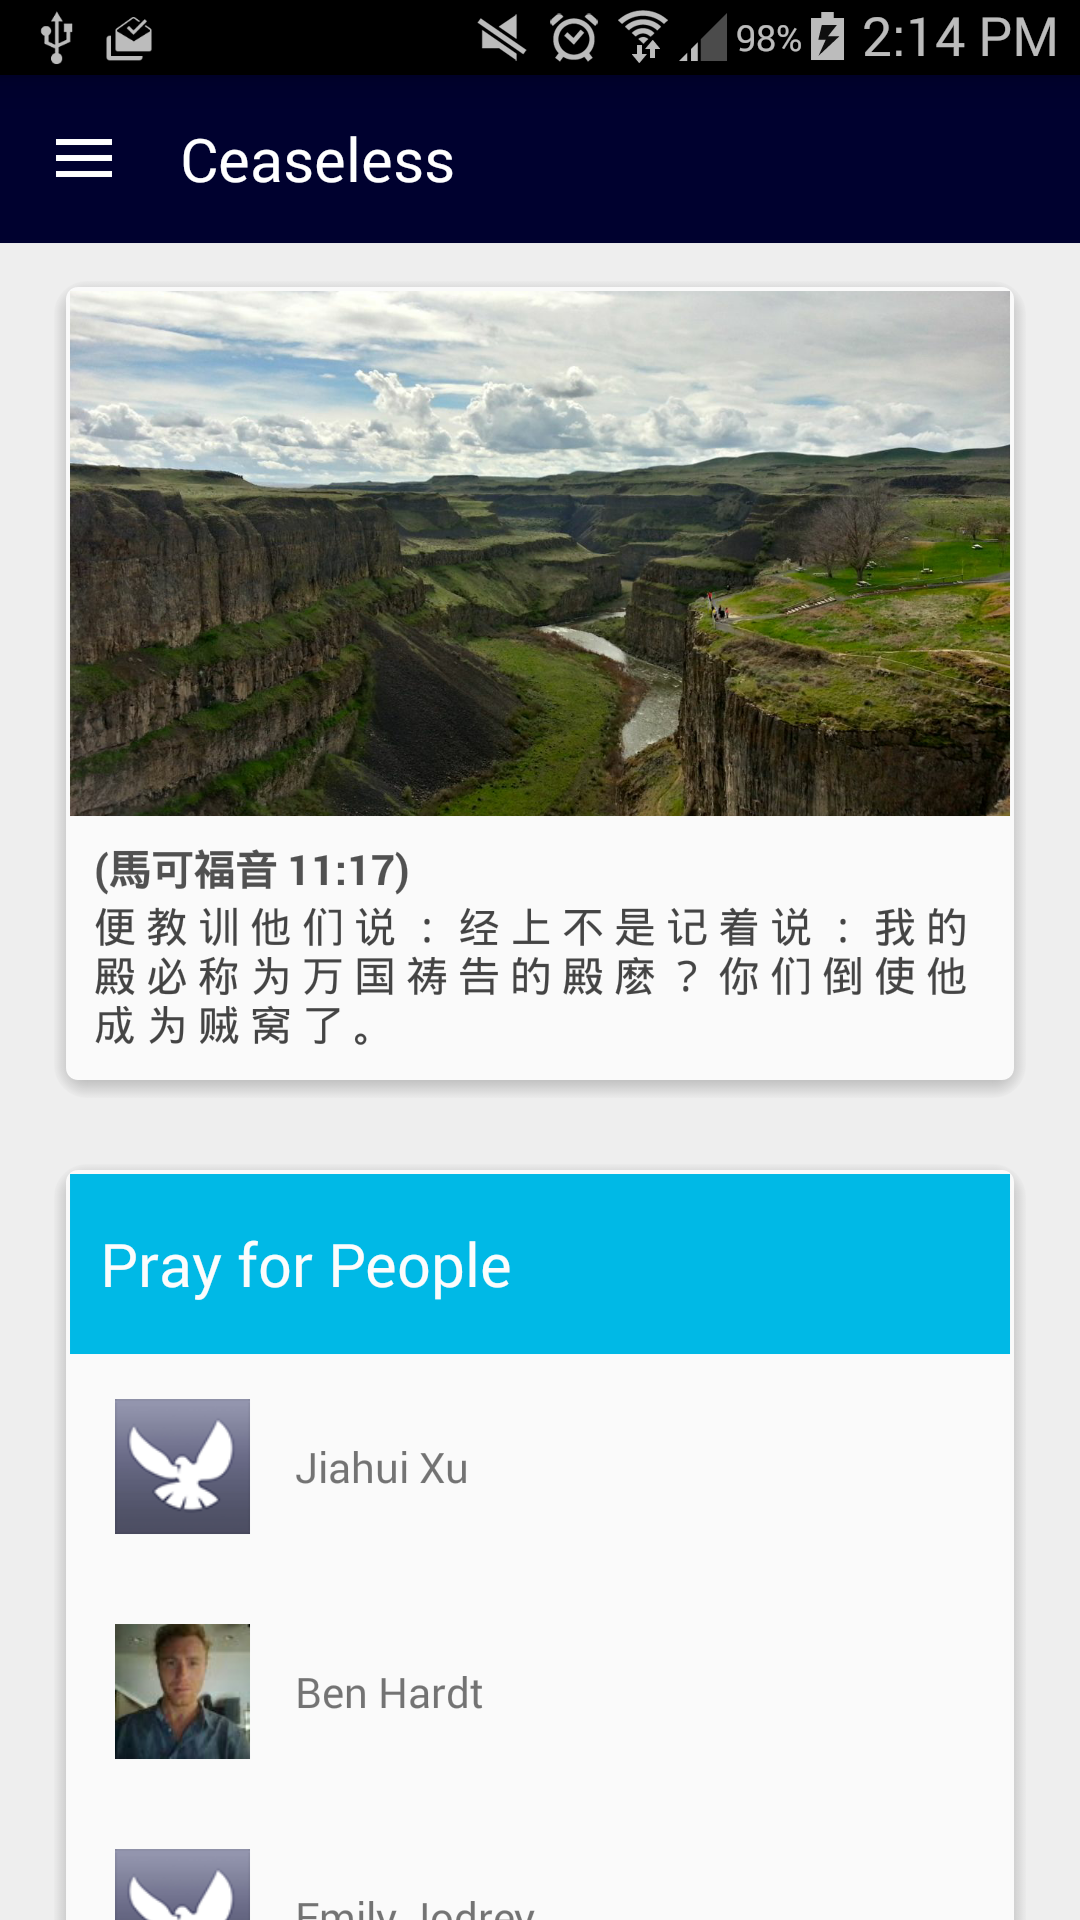 98% 2:14 PM
Ceaseless
(馬可福音 11:17)
便教训他们说：经上不是记着说：我的
殿必称为万国祷告的殿麽？你们倒使他
成为贼窝了。
Pray for People
Jiahui Xu
Ben Hardt
Emily Jodrey